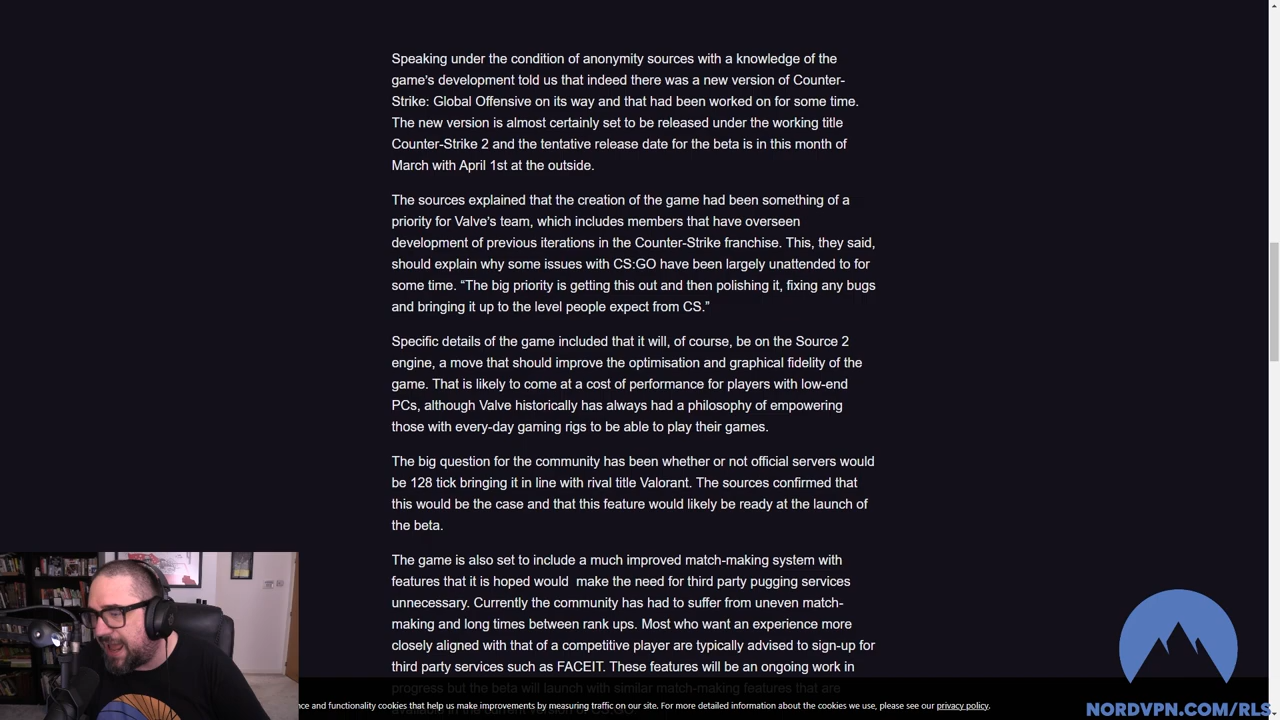 Speaking under the condition of anonymity sources with a knowledge of the
game's development told us that indeed there was a new version of Counter-
Strike: Global Offensive on its way and that had been worked on for some time.
The new version is almost certainly set to be released under the working title
Counter-Strike 2 and the tentative release date for the beta is in this month of
March with April 1st at the outside.
The sources explained that the creation of the game had been something of a
priority for Valve's team, which includes members that have overseen
development of previous iterations in the Counter-Strike franchise. This, they said,
should explain why some issues with CS:GO have been largely unattended to for
some time. “The big priority is getting this out and then polishing it, fixing any bugs
and bringing it up to the level people expect from CS.”
Specific details of the game included that it will, of course, be on the Source 2
engine, a move that should improve the optimisation and graphical fidelity of the
game. That is likely to come at a cost of performance for players with low-end
PCs, although Valve historically has always had a philosophy of empowering
those with every-day gaming rigs to be able to play their games.
The big question for the community has been whether or not official servers would
be 128 tick bringing it in line with rival title Valorant. The sources confirmed that
this would be the case and that this feature would likely be ready at the launch of
the beta.
The game is also set to include a much improved match-making system with
features that it is hoped would make the need for third party pugging services
unnecessary. Currently the community has had to suffer from uneven match-
making and long times between rank ups. Most who want an experience more
closely aligned with that of a competitive player are typically advised to sign-up for
third party services such as FACEIT. These features will be an ongoing work in
progress but the beta will launch with similar match-making features that are
and functionality cookies that help us make improvements by measuring traffic on our site. For more detailed information about the cookies we use, please see our privacy policy.
NORDVPN.COM/RLS